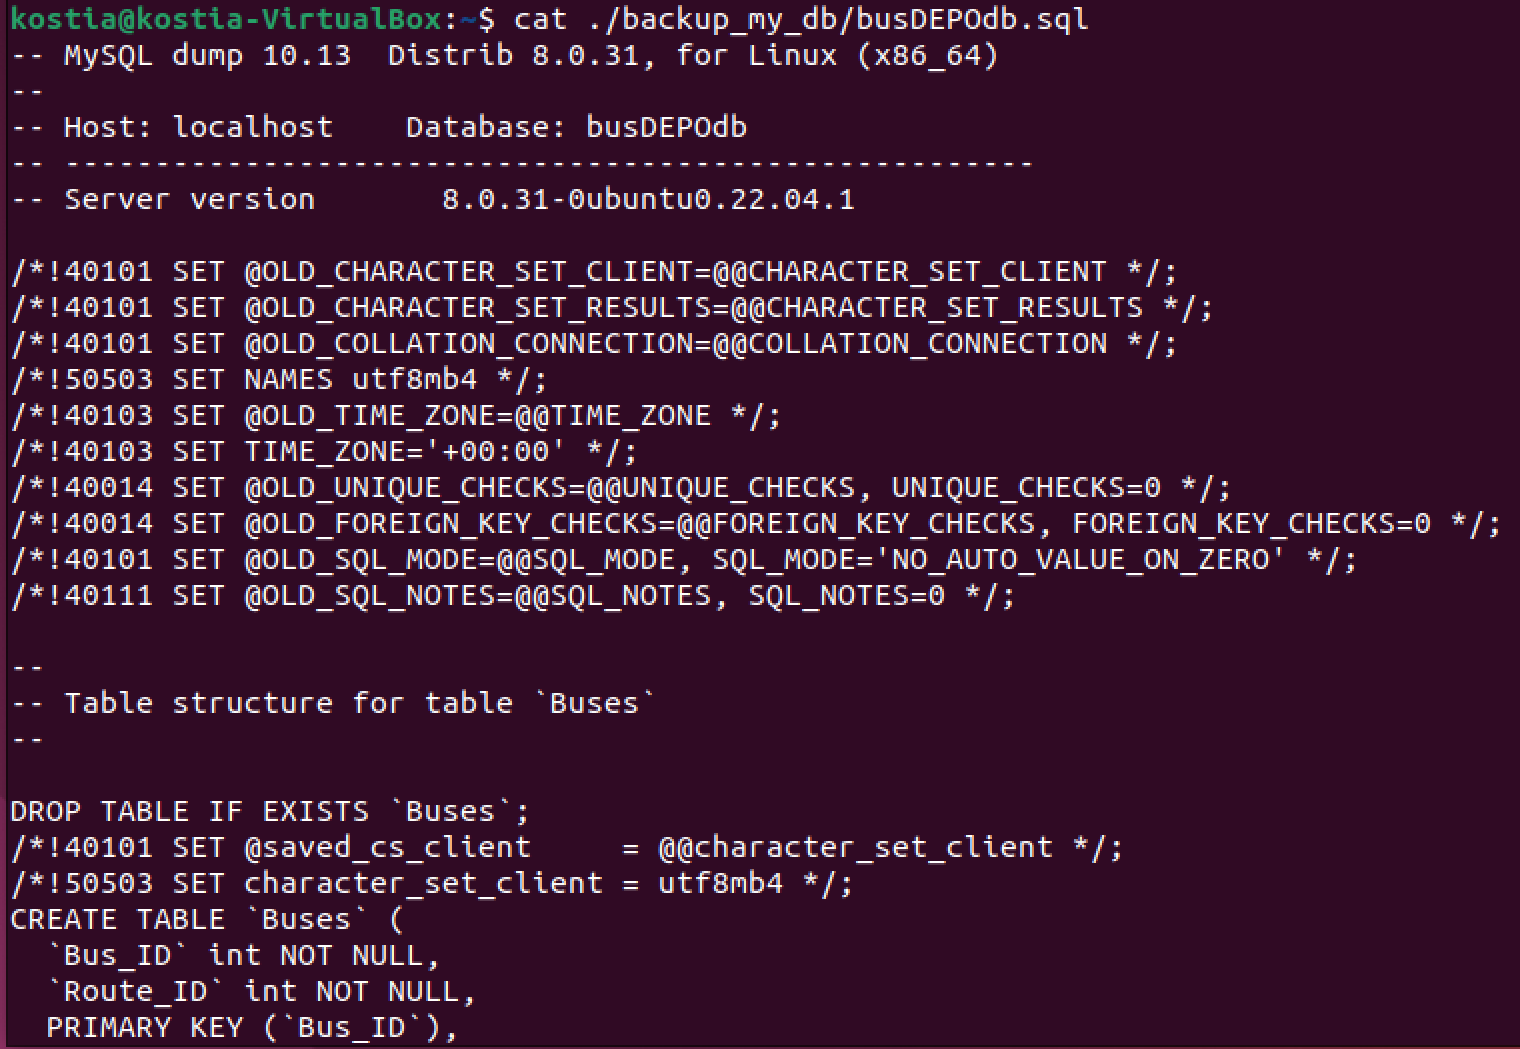 kostia@kostia-VirtualBox:~$ cat ./backup_my_db/busDEPOdb.sql
-- MySQL dump 10.13  Distrib 8.0.31, for Linux (x86_64)
--
-- Host: localhost    Database: busDEPOdb
-- ------------------------------------------------------
-- Server version       8.0.31-0ubuntu0.22.04.1

/*!40101 SET @OLD_CHARACTER_SET_CLIENT=@@CHARACTER_SET_CLIENT */;
/*!40101 SET @OLD_CHARACTER_SET_RESULTS=@@CHARACTER_SET_RESULTS */;
/*!40101 SET @OLD_COLLATION_CONNECTION=@@COLLATION_CONNECTION */;
/*!50503 SET NAMES utf8mb4 */;
/*!40103 SET @OLD_TIME_ZONE=@@TIME_ZONE */;
/*!40103 SET TIME_ZONE='+00:00' */;
/*!40014 SET @OLD_UNIQUE_CHECKS=@@UNIQUE_CHECKS, UNIQUE_CHECKS=0 */;
/*!40014 SET @OLD_FOREIGN_KEY_CHECKS=@@FOREIGN_KEY_CHECKS, FOREIGN_KEY_CHECKS=0 */;
/*!40101 SET @OLD_SQL_MODE=@@SQL_MODE, SQL_MODE='NO_AUTO_VALUE_ON_ZERO' */;
/*!40111 SET @OLD_SQL_NOTES=@@SQL_NOTES, SQL_NOTES=0 */;

--
-- Table structure for table `Buses`
--

DROP TABLE IF EXISTS `Buses`;
/*!40101 SET @saved_cs_client     = @@character_set_client */;
/*!50503 SET character_set_client = utf8mb4 */;
CREATE TABLE `Buses` (
  `Bus_ID` int NOT NULL,
  `Route_ID` int NOT NULL,
  PRIMARY KEY (`Bus_ID`),